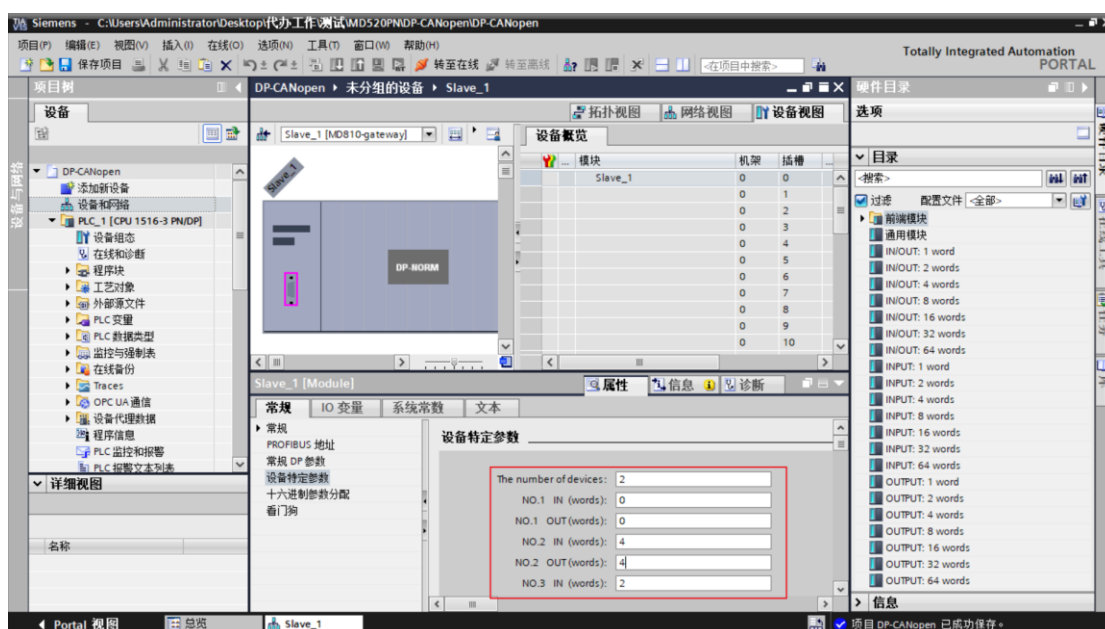 Siemens - C:\Users\Administrator\Desktop\代办工作\测试\MD520PN\DP-CANopen\DP-CANopen
项目(P) 编辑(E) 视图(V) 插入(I) 在线(O) 选项(N) 工具(T) 窗口(W) 帮助(H)
Totally Integrated Automation
PORTAL
保存项目 转至在线 转至离线 <在项目中搜索>
项目树
设备
DP-CANopen
添加新设备
设备和网络
PLC_1 [CPU 1516-3 PN/DP]
设备组态
在线和诊断
程序块
工艺对象
外部源文件
PLC 变量
PLC 数据类型
监控与强制表
在线备份
Traces
OPC UA 通信
设备代理数据
程序信息
PLC 监控和报警
PLC 报警文本列表
详细视图
名称
设备与网络
DP-CANopen ▸ 未分组的设备 ▸ Slave_1
拓扑视图 网络视图 设备视图
Slave_1 [MD810-gateway]
Slave_1
DP-NORM
设备概览
... 模块 机架 插槽 ...
Slave_1 0 0
0 1
0 2
0 3
0 4
0 5
0 6
0 7
0 8
0 9
0 10
Slave_1 [Module]
属性 信息 诊断
常规 IO 变量 系统常数 文本
常规
PROFIBUS 地址
常规 DP 参数
设备特定参数
十六进制参数分配
看门狗
设备特定参数
The number of devices: 2
NO.1 IN (words): 0
NO.1 OUT(words): 0
NO.2 IN (words): 4
NO.2 OUT(words): 4
NO.3 IN (words): 2
硬件目录
选项
目录
<搜索>
过滤 配置文件 <全部>
前端模块
通用模块
IN/OUT: 1 word
IN/OUT: 2 words
IN/OUT: 4 words
IN/OUT: 8 words
IN/OUT: 16 words
IN/OUT: 32 words
IN/OUT: 64 words
INPUT: 1 word
INPUT: 2 words
INPUT: 4 words
INPUT: 8 words
INPUT: 16 words
INPUT: 32 words
INPUT: 64 words
OUTPUT: 1 word
OUTPUT: 2 words
OUTPUT: 4 words
OUTPUT: 8 words
OUTPUT: 16 words
OUTPUT: 32 words
OUTPUT: 64 words
信息
Portal 视图 总览 Slave_1 项目 DP-CANopen 已成功保存。